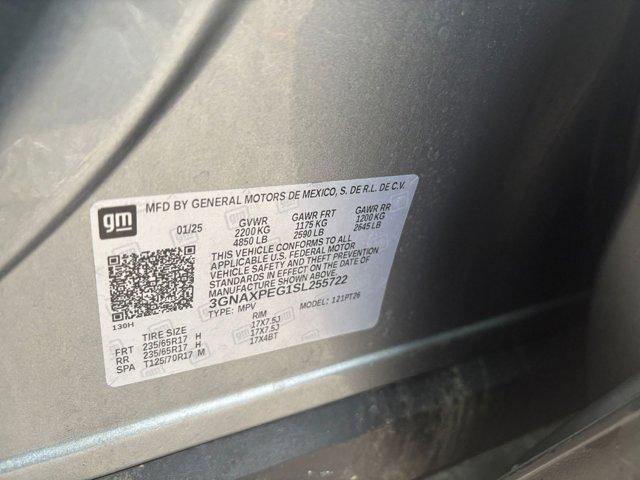 gm
MFD BY GENERAL MOTORS DE MEXICO, S. DE R.L. DE C.V.
01/25 GVWR GAWR FRT GAWR RR
2200 KG 1175 KG 1200 KG
4850 LB 2590 LB 2645 LB
THIS VEHICLE CONFORMS TO ALL
APPLICABLE U.S. FEDERAL MOTOR
VEHICLE SAFETY AND THEFT PREVENTION
STANDARDS IN EFFECT ON THE DATE OF
MANUFACTURE SHOWN ABOVE.
3GNAXPEG1SL255722
TYPE: MPV MODEL: 121PT26
130H
TIRE SIZE RIM
FRT 235/65R17 H 17X7.5J
RR 235/65R17 H 17X7.5J
SPA T125/70R17 M 17X4BT